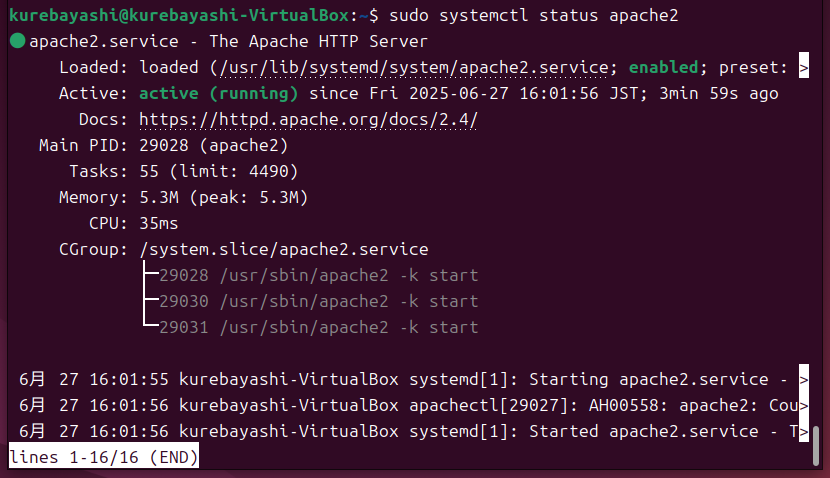 kurebayashi@kurebayashi-VirtualBox:~$ sudo systemctl status apache2
● apache2.service - The Apache HTTP Server
     Loaded: loaded (/usr/lib/systemd/system/apache2.service; enabled; preset: >
     Active: active (running) since Fri 2025-06-27 16:01:56 JST; 3min 59s ago
       Docs: https://httpd.apache.org/docs/2.4/
   Main PID: 29028 (apache2)
      Tasks: 55 (limit: 4490)
     Memory: 5.3M (peak: 5.3M)
        CPU: 35ms
     CGroup: /system.slice/apache2.service
             ├─29028 /usr/sbin/apache2 -k start
             ├─29030 /usr/sbin/apache2 -k start
             └─29031 /usr/sbin/apache2 -k start

 6月 27 16:01:55 kurebayashi-VirtualBox systemd[1]: Starting apache2.service - >
 6月 27 16:01:56 kurebayashi-VirtualBox apachectl[29027]: AH00558: apache2: Cou>
 6月 27 16:01:56 kurebayashi-VirtualBox systemd[1]: Started apache2.service - T>
lines 1-16/16 (END)